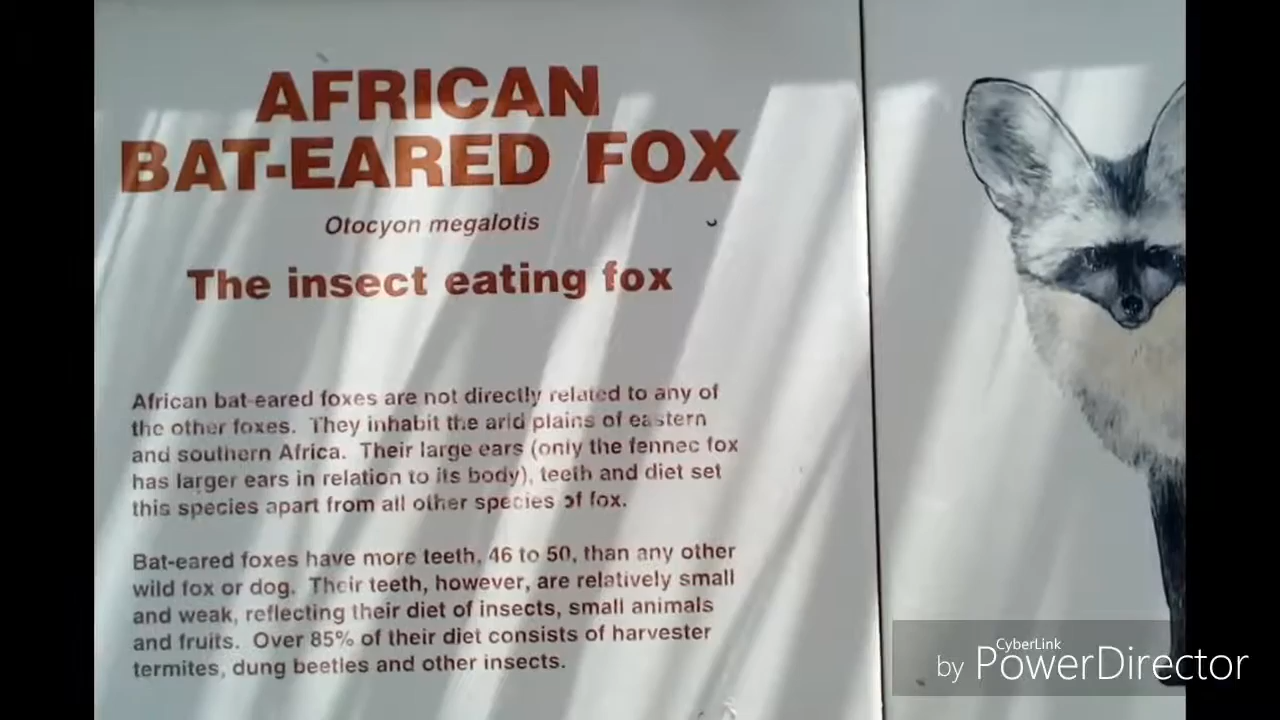 AFRICAN
BAT-EARED FOX
Otocyon megalotis
The insect eating fox
African bat-eared foxes are not directly related to any of
the other foxes. They inhabit the arid plains of eastern
and southern Africa. Their large ears (only the fennec fox
has larger ears in relation to its body), teeth and diet set
this species apart from all other species of fox.
Bat-eared foxes have more teeth, 46 to 50, than any other
wild fox or dog. Their teeth, however, are relatively small
and weak, reflecting their diet of insects, small animals
and fruits. Over 85% of their diet consists of harvester
termites, dung beetles and other insects.
CyberLink
by PowerDirector